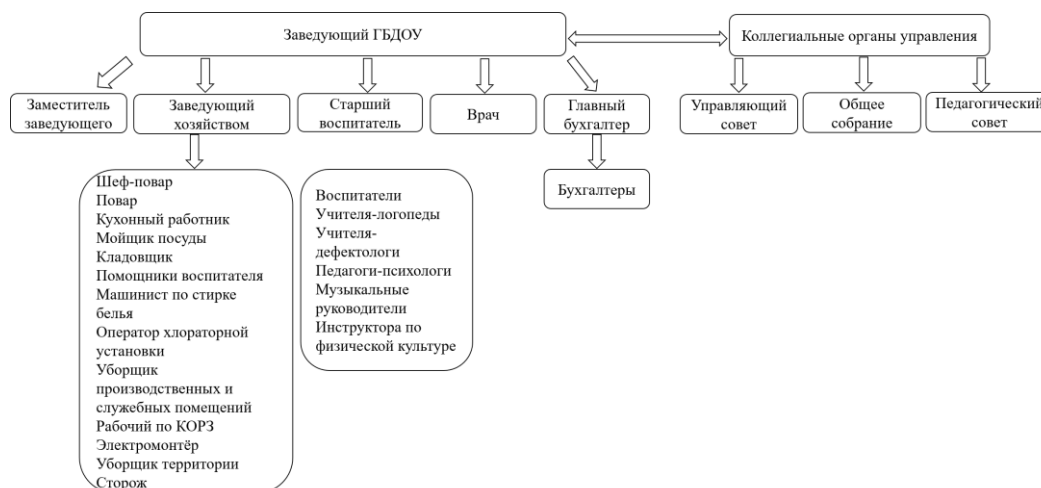 Заведующий ГБДОУ
Коллегиальные органы управления
Заместитель
заведующего
Заведующий
хозяйством
Старший
воспитатель
Врач
Главный
бухгалтер
Управляющий
совет
Общее
собрание
Педагогический
совет
Шеф-повар
Повар
Кухонный работник
Мойщик посуды
Кладовщик
Помощники воспитателя
Машинист по стирке
белья
Оператор хлораторной
установки
Уборщик
производственных и
служебных помещений
Рабочий по КОРЗ
Электромонтёр
Уборщик территории
Сторож
Воспитатели
Учителя-логопеды
Учителя-
дефектологи
Педагоги-психологи
Музыкальные
руководители
Инструктора по
физической культуре
Бухгалтеры